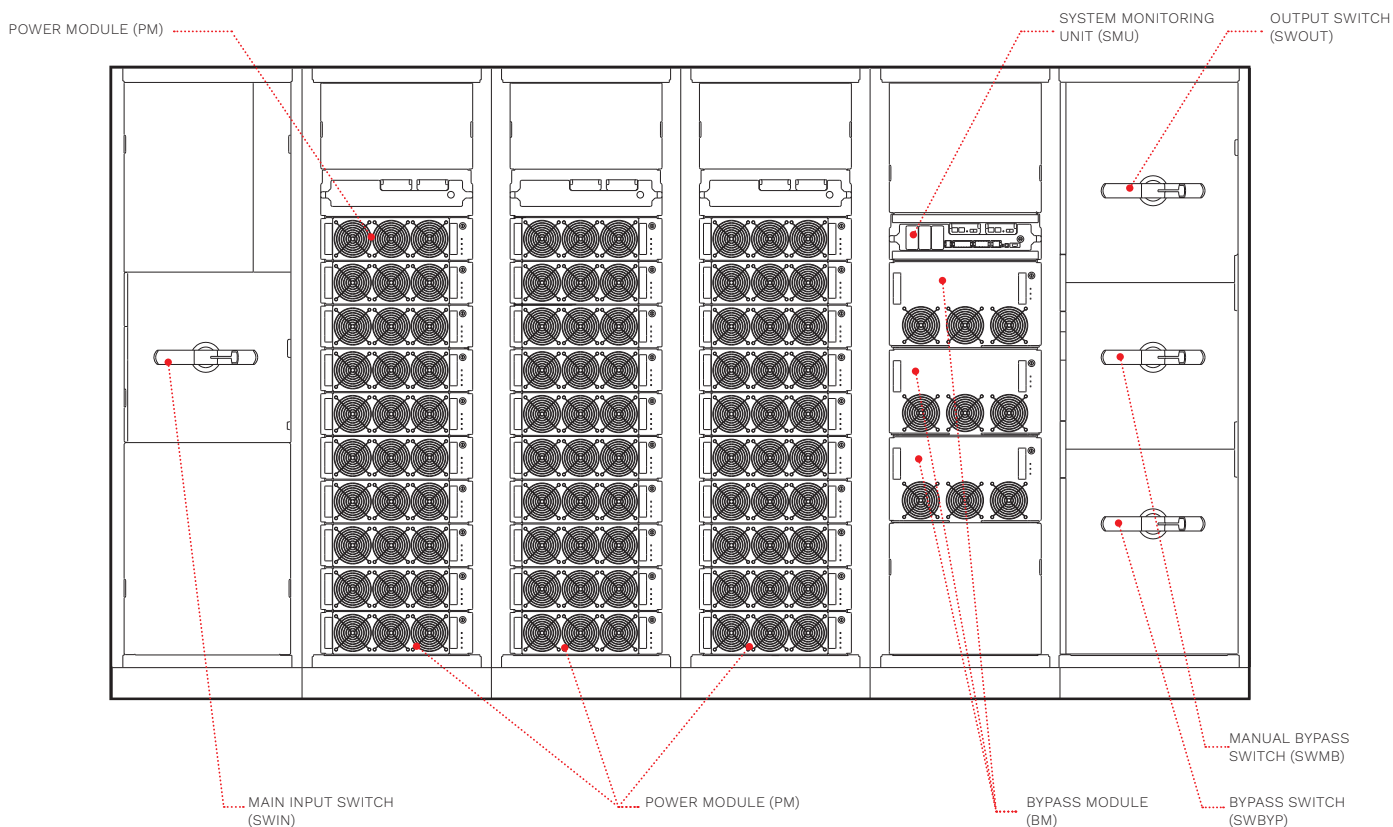 POWER MODULE (PM)
SYSTEM MONITORING
UNIT (SMU)
OUTPUT SWITCH
(SWOUT)
MANUAL BYPASS
SWITCH (SWMB)
MAIN INPUT SWITCH
(SWIN)
POWER MODULE (PM)
BYPASS MODULE
(BM)
BYPASS SWITCH
(SWBYP)